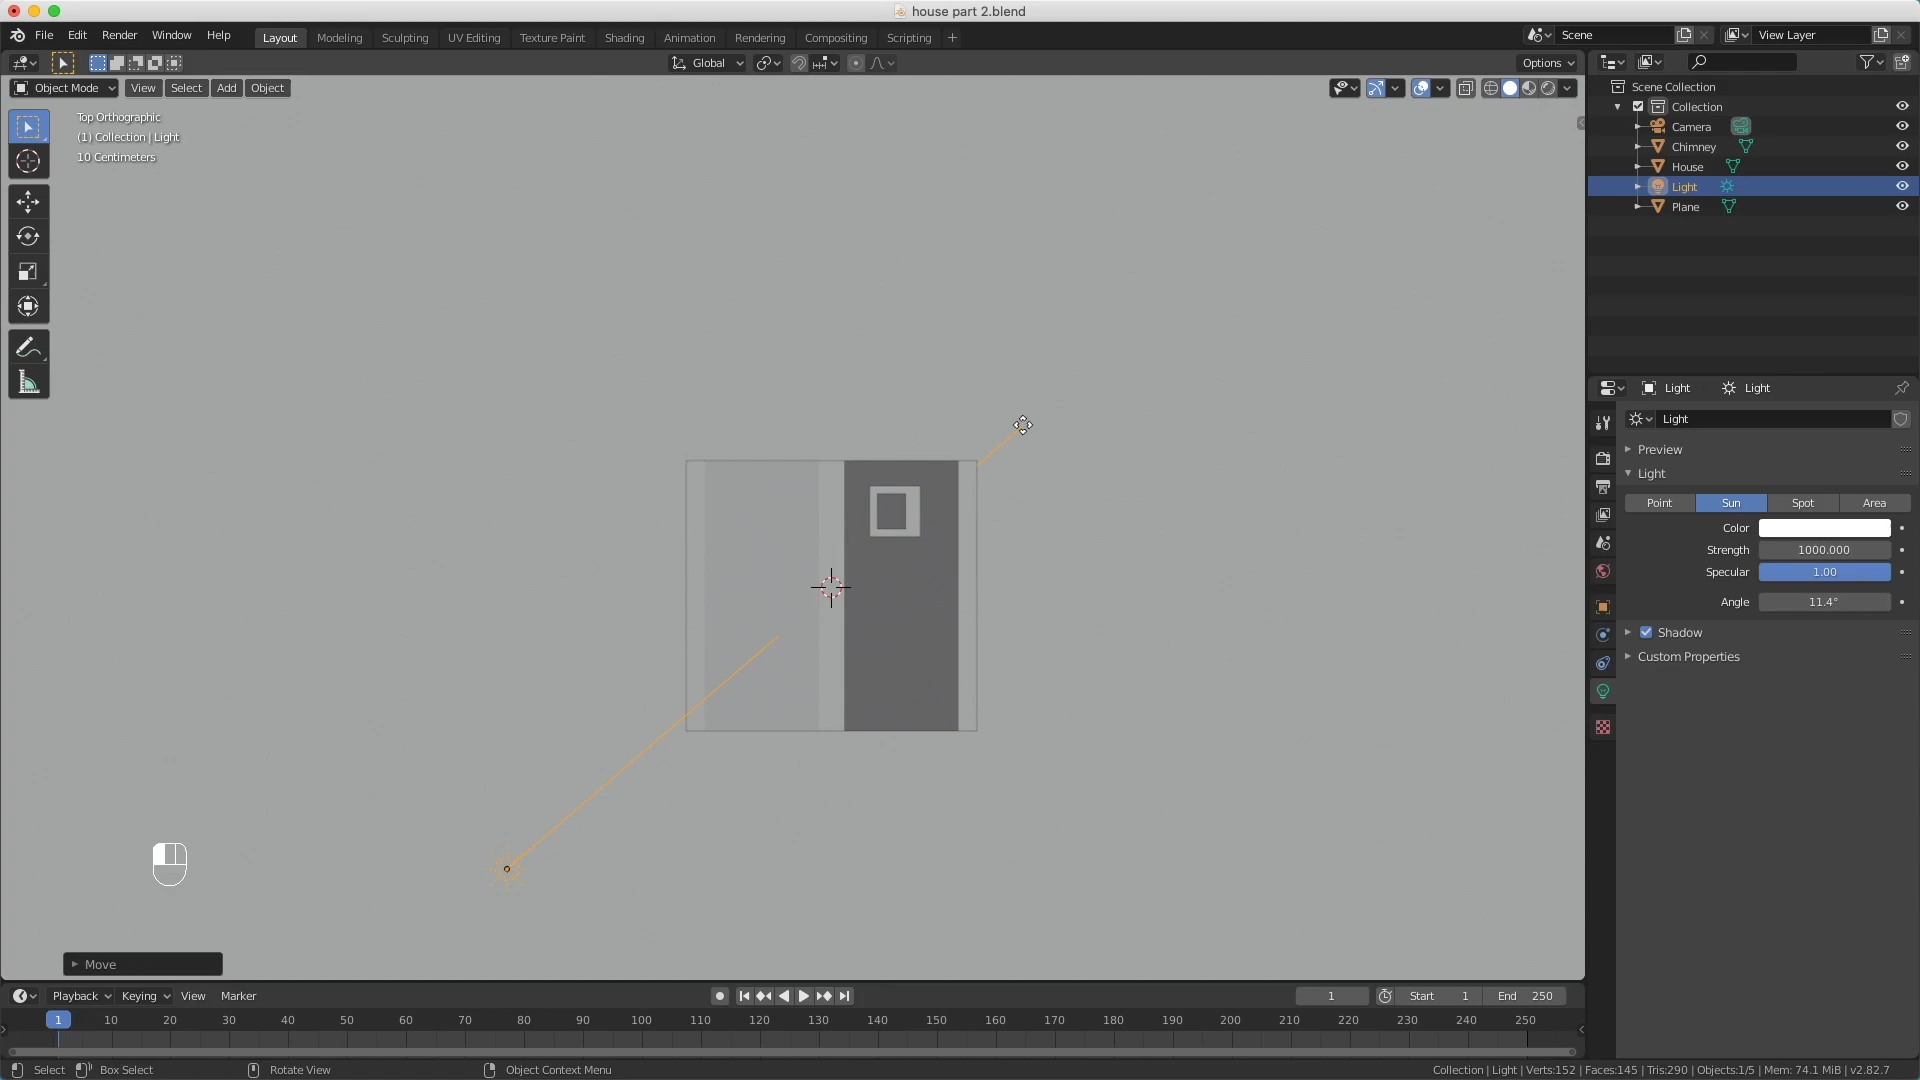 house part 2.blend
File Edit Render Window Help Layout Modeling Sculpting UV Editing Texture Paint Shading Animation Rendering Compositing Scripting + Scene View Layer
Global Options
Object Mode View Select Add Object
Top Orthographic
(1) Collection | Light
10 Centimeters
Scene Collection
Collection
Camera
Chimney
House
Light
Plane
Light Light
Light
Preview
Light
Point Sun Spot Area
Color
Strength 1000.000
Specular 1.00
Angle 11.4°
Shadow
Custom Properties
Move
Playback Keying View Marker 1 Start 1 End 250
1 10 20 30 40 50 60 70 80 90 100 110 120 130 140 150 160 170 180 190 200 210 220 230 240 250
Select Box Select Rotate View Object Context Menu Collection | Light | Verts:152 | Faces:145 | Tris:290 | Objects:1/5 | Mem: 74.1 MiB | v2.82.7